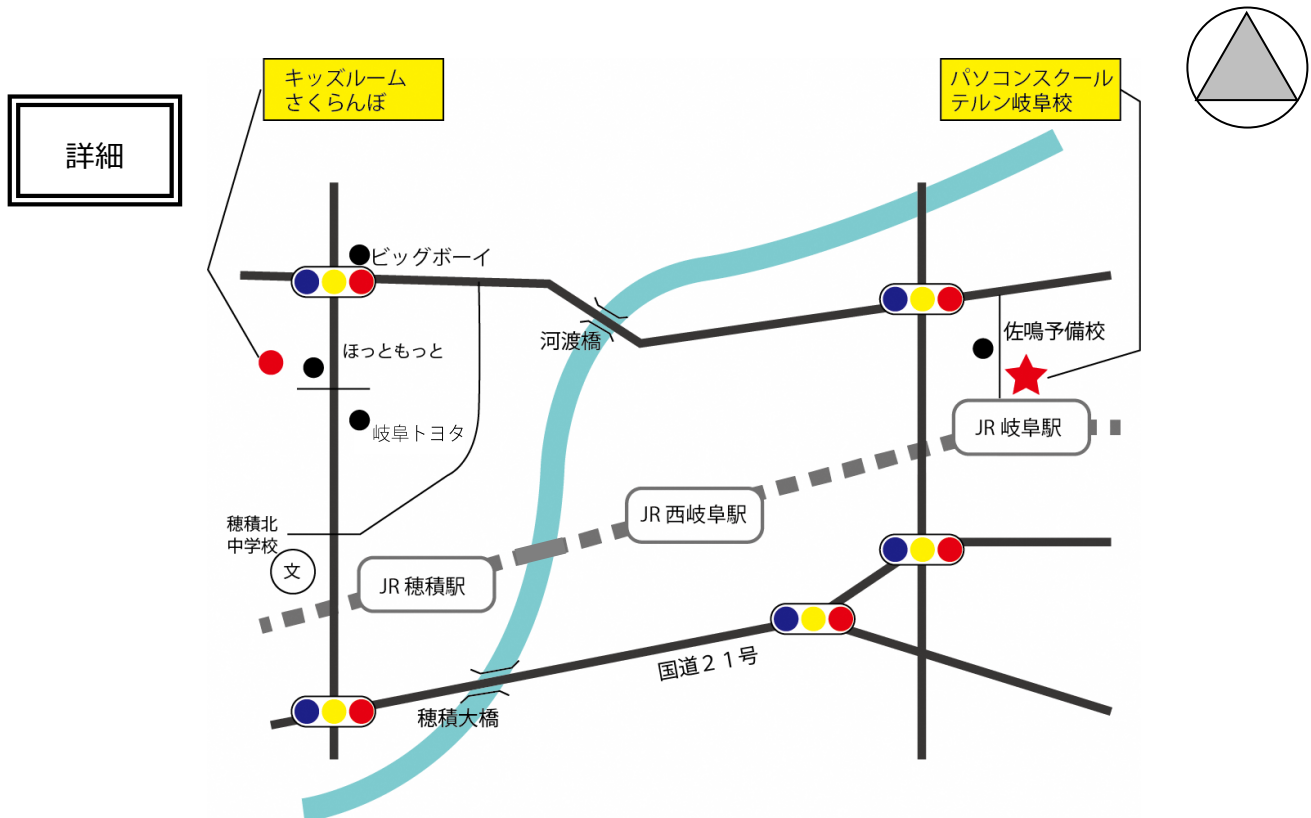 キッズルーム
さくらんぼ
パソコンスクール
テルン岐阜校
詳細
ビッグボーイ
河渡橋
佐鳴予備校
ほっともっと
岐阜トヨタ
JR 岐阜駅
JR 西岐阜駅
穂積北
中学校
文
JR 穂積駅
国道２１号
穂積大橋